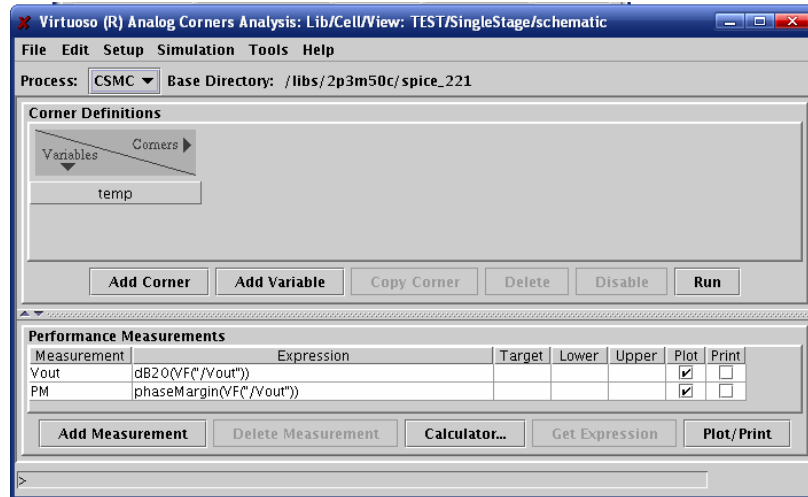 Virtuoso (R) Analog Corners Analysis: Lib/Cell/View: TEST/SingleStage/schematic
File Edit Setup Simulation Tools Help
Process: CSMC Base Directory: /libs/2p3m50c/spice_221
Corner Definitions
Corners
Variables
temp
Add Corner Add Variable Copy Corner Delete Disable Run
Performance Measurements
Measurement Expression Target Lower Upper Plot Print
Vout dB20(VF("/Vout"))
PM phaseMargin(VF("/Vout"))
Add Measurement Delete Measurement Calculator... Get Expression Plot/Print
>